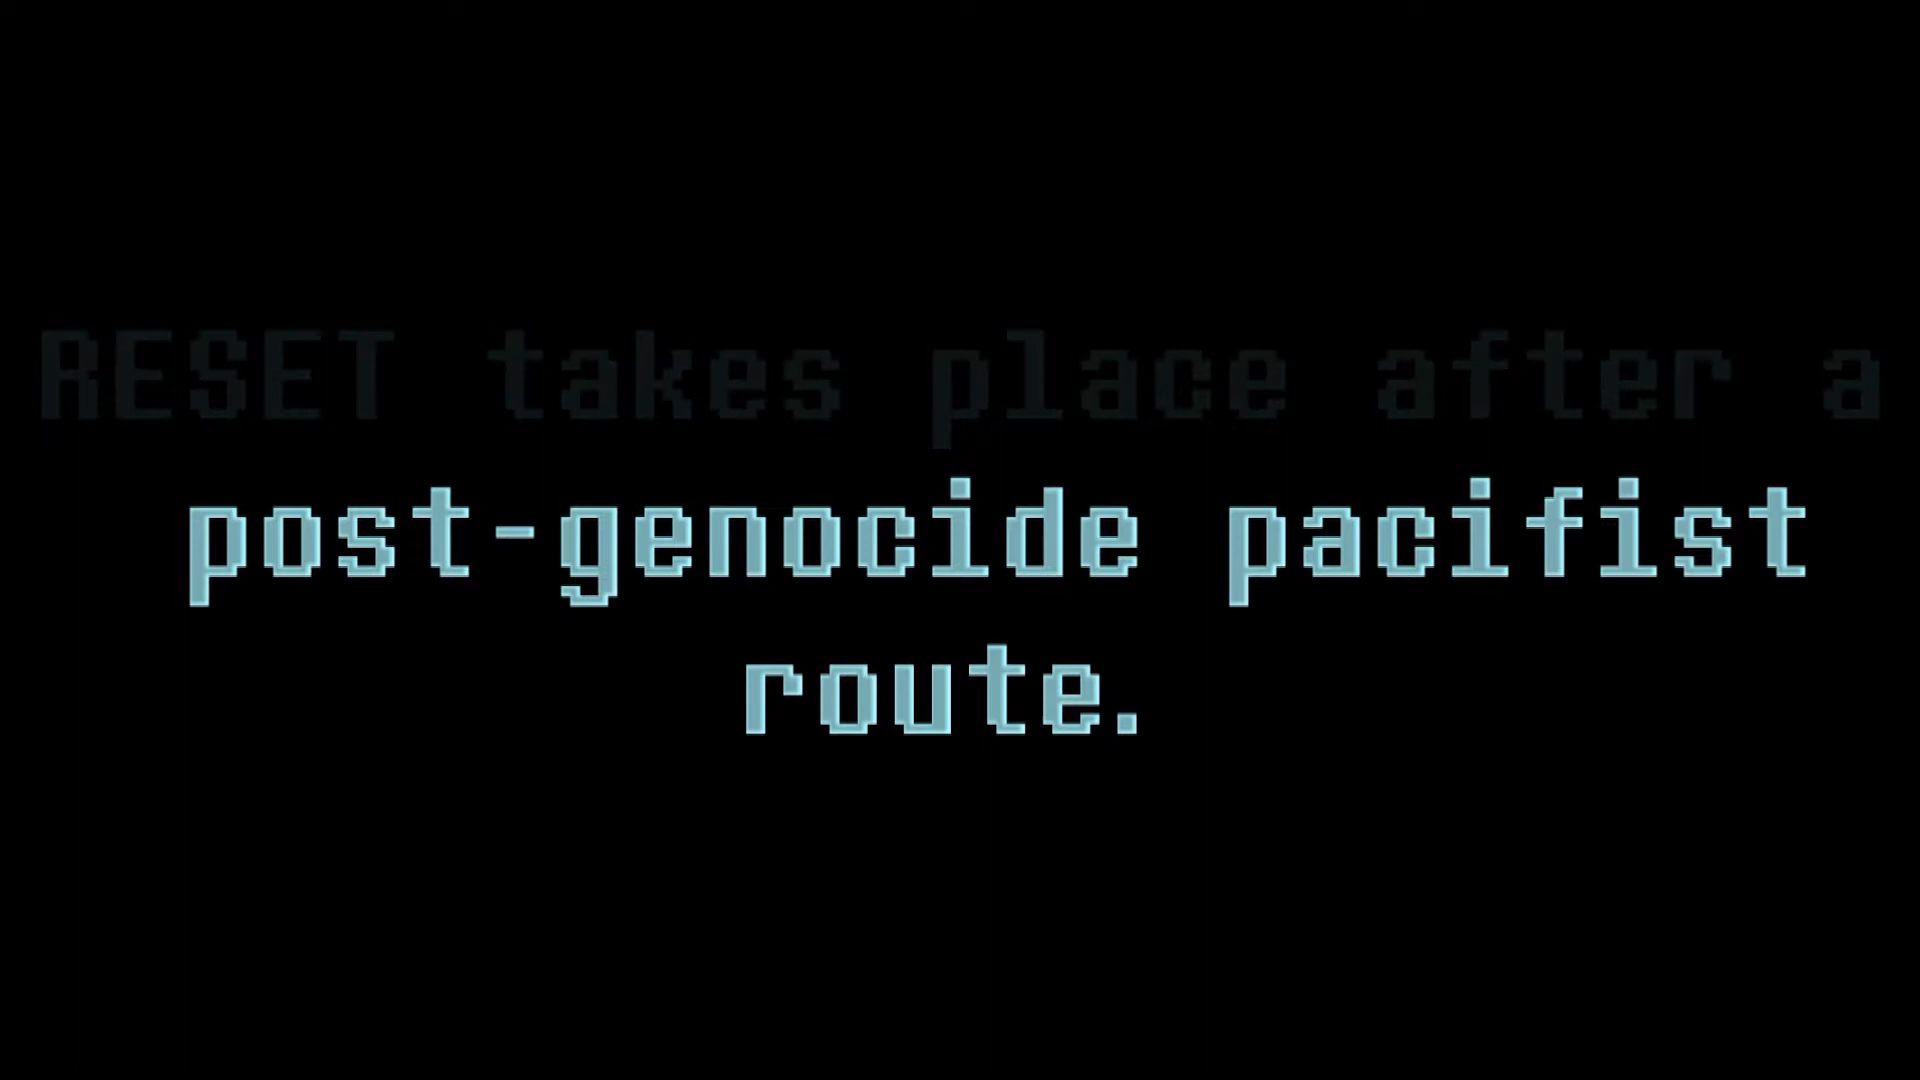 RESET takes place after a
post-genocide pacifist
route.